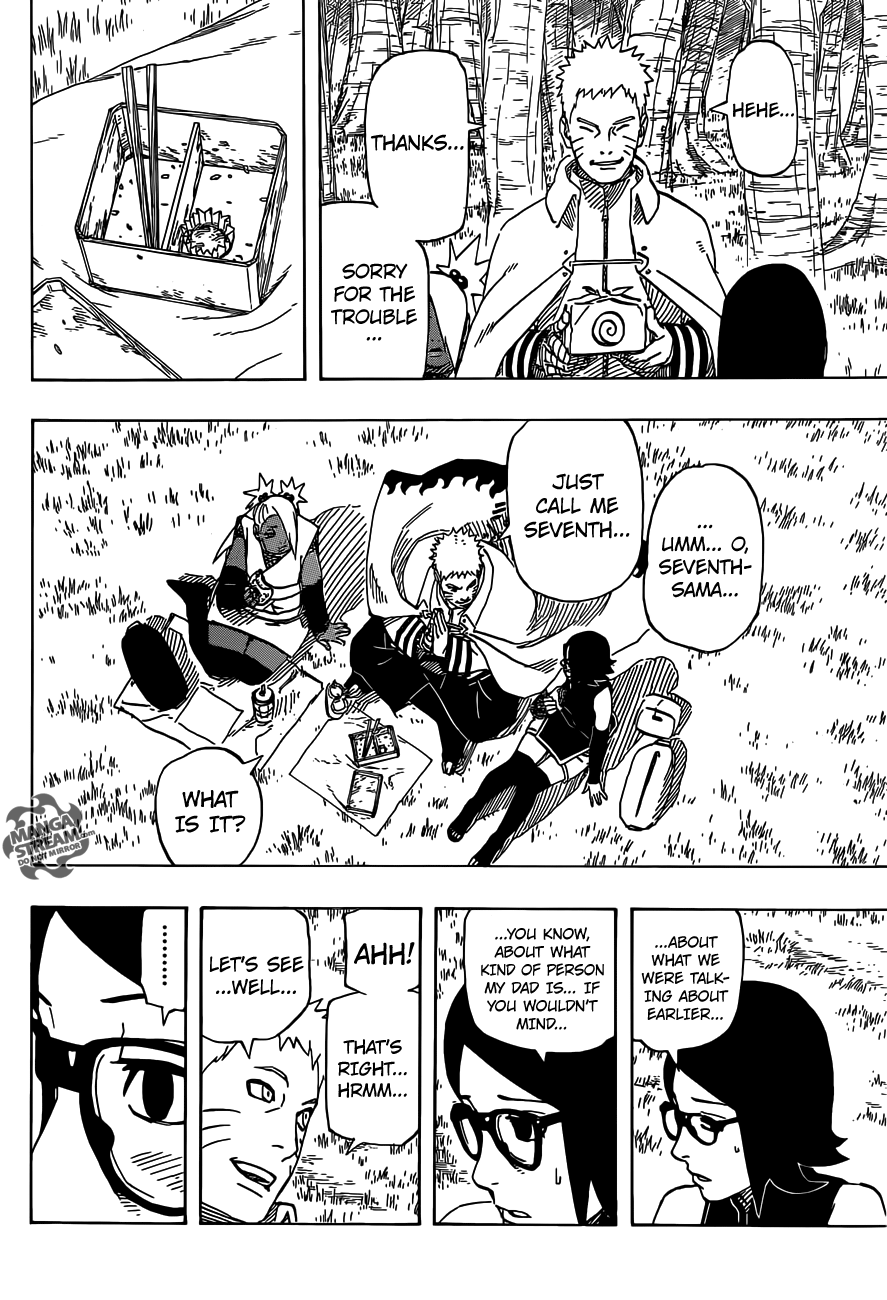 HEHE...
THANKS...
SORRY
FOR THE
TROUBLE
...
...
UMM... O,
SEVENTH-
SAMA...
JUST
CALL ME
SEVENTH...
WHAT
IS IT?
MANGA
STREAM.com
DO NOT MIRROR
...ABOUT
WHAT WE
WERE TALK-
ING ABOUT
EARLIER...
...YOU KNOW,
ABOUT WHAT
KIND OF PERSON
MY DAD IS... IF
YOU WOULDN'T
MIND...
AHH!
THAT'S
RIGHT...
HRMM...
LET'S SEE
...WELL...
.........